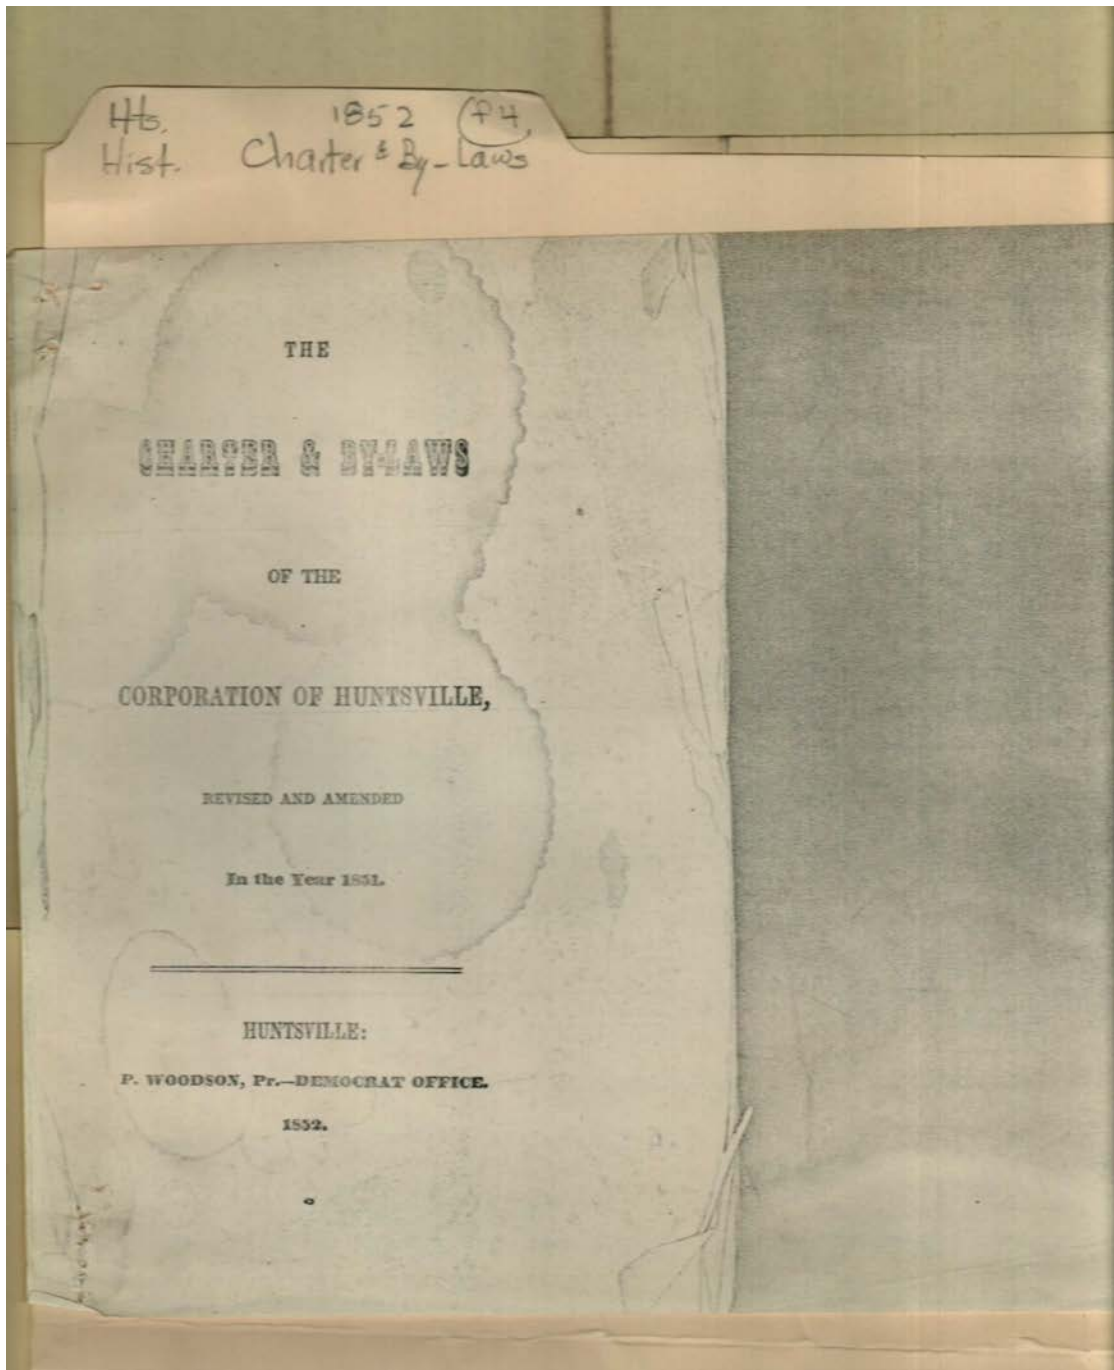 Hts. 1852 f4
Hist. Charter & By-Laws
THE
CHARTER & BY-LAWS
OF THE
CORPORATION OF HUNTSVILLE,
REVISED AND AMENDED
In the Year 1851.
HUNTSVILLE:
P. WOODSON, Pr.—DEMOCRAT OFFICE.
1852.